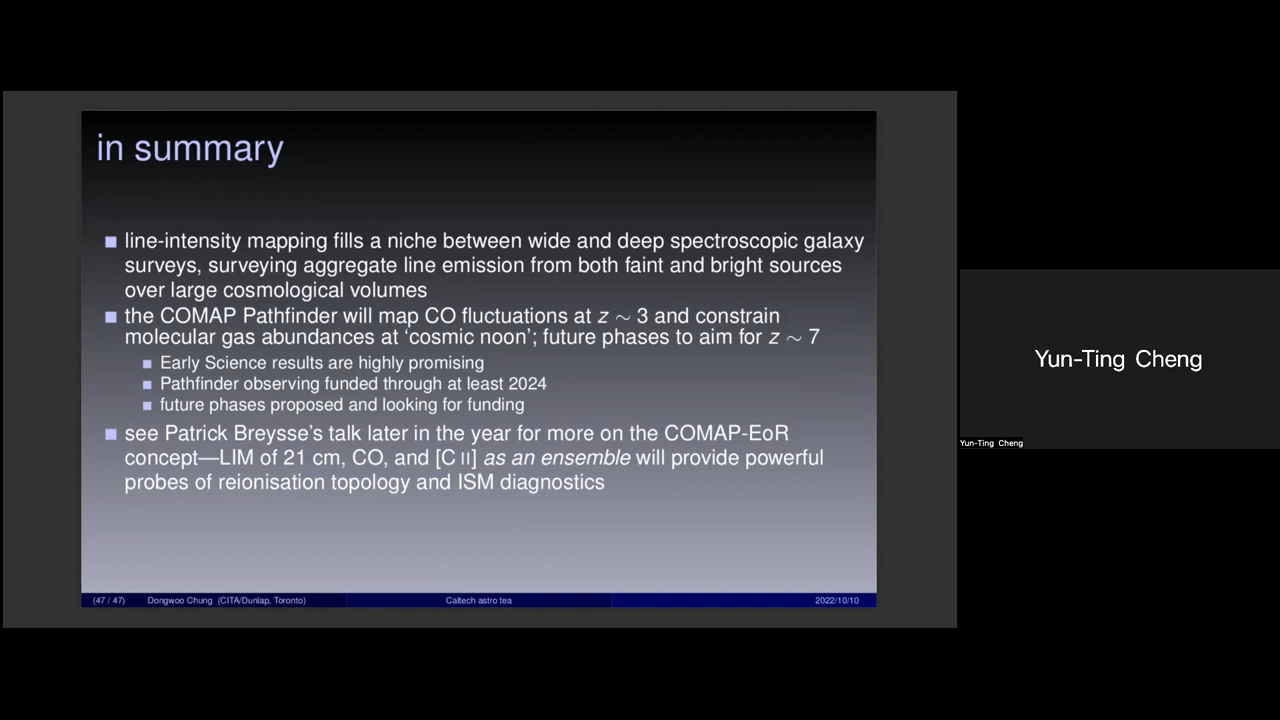 in summary
■ line-intensity mapping fills a niche between wide and deep spectroscopic galaxy
surveys, surveying aggregate line emission from both faint and bright sources
over large cosmological volumes
■ the COMAP Pathfinder will map CO fluctuations at z ∼ 3 and constrain
molecular gas abundances at ‘cosmic noon’; future phases to aim for z ∼ 7
■ Early Science results are highly promising
■ Pathfinder observing funded through at least 2024
■ future phases proposed and looking for funding
■ see Patrick Breysse’s talk later in the year for more on the COMAP-EoR
concept—LIM of 21 cm, CO, and [C II] as an ensemble will provide powerful
probes of reionisation topology and ISM diagnostics
(47 / 47) Dongwoo Chung (CITA/Dunlap, Toronto) Caltech astro tea 2022/10/10
Yun-Ting Cheng
Yun-Ting Cheng